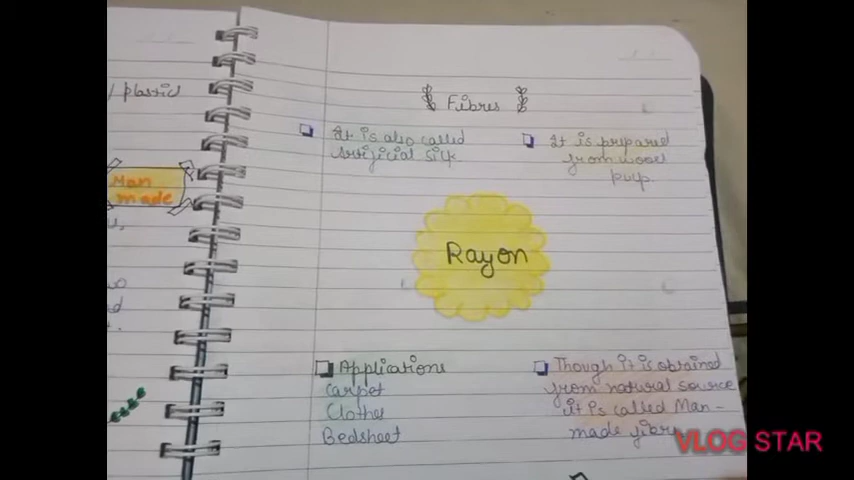 / plastic
Man
made
Fibres
It is also called
Artificial silk
It is prepared
from wood
pulp
Rayon
Applications
Carpet
Clothes
Bedsheet
Though it is obtained
from natural source
it is called Man-
made fibre
VLOG STAR